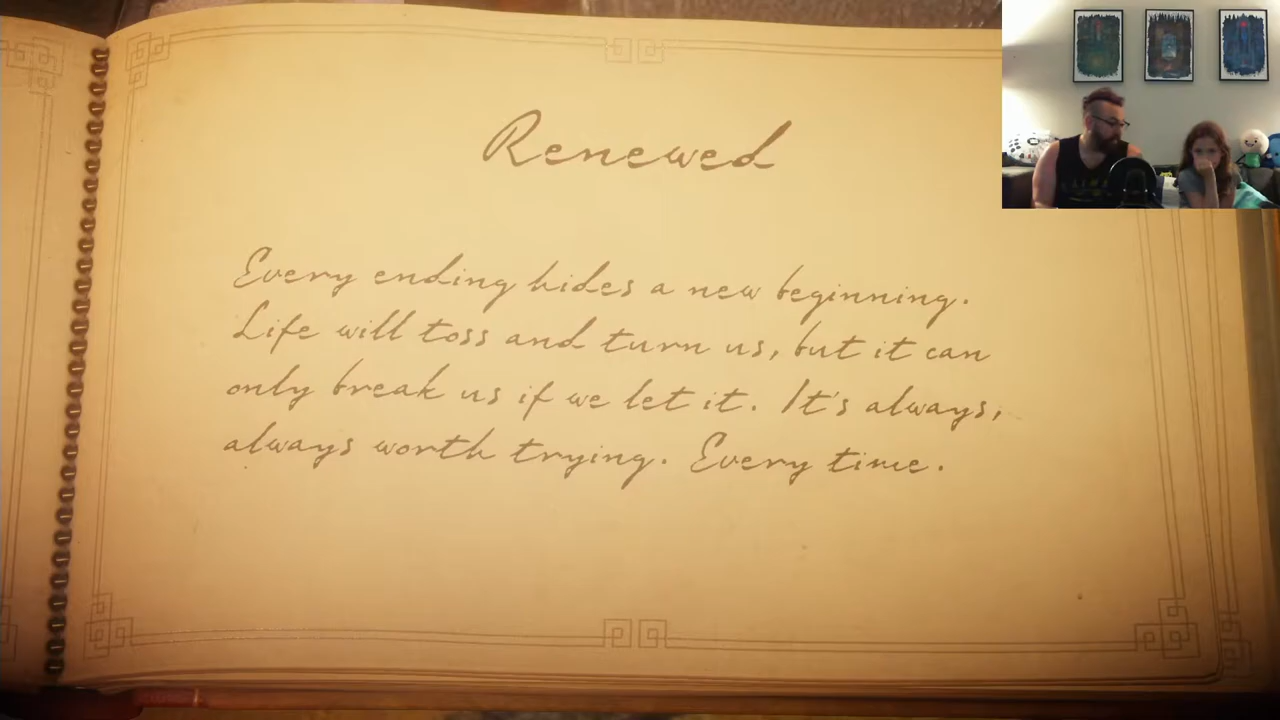 Renewed
Every ending hides a new beginning.
Life will toss and turn us, but it can
only break us if we let it. It's always,
always worth trying. Every time.